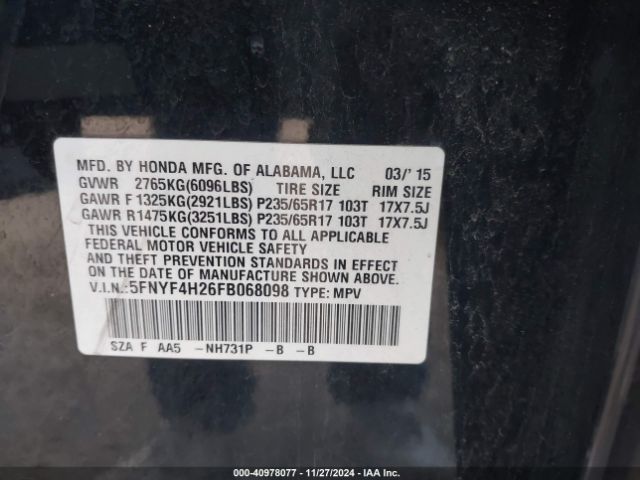 MFD. BY HONDA MFG. OF ALABAMA, LLC 03/'15
GVWR 2765KG(6096LBS) TIRE SIZE RIM SIZE
GAWR F 1325KG(2921LBS) P235/65R17 103T 17X7.5J
GAWR R1475KG(3251LBS) P235/65R17 103T 17X7.5J
THIS VEHICLE CONFORMS TO ALL APPLICABLE
FEDERAL MOTOR VEHICLE SAFETY
AND THEFT PREVENTION STANDARDS IN EFFECT
ON THE DATE OF MANUFACTURE SHOWN ABOVE.
V.I.N.:5FNYF4H26FB068098 TYPE: MPV
SZA F AA5 -NH731P -B -B
000-40978077 - 11/27/2024 - IAA Inc.